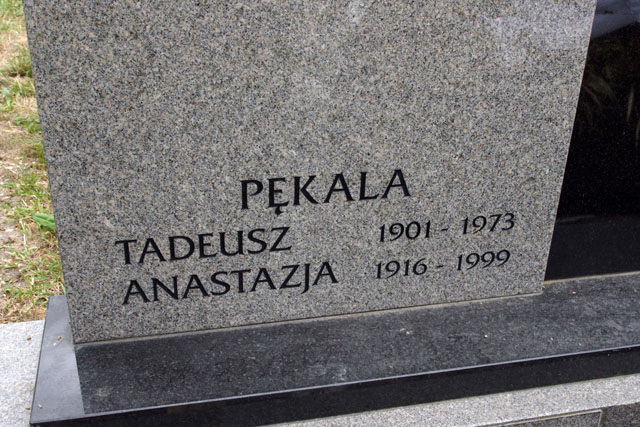 PĘKALA
TADEUSZ 1901 - 1973
ANASTAZJA 1916 - 1999